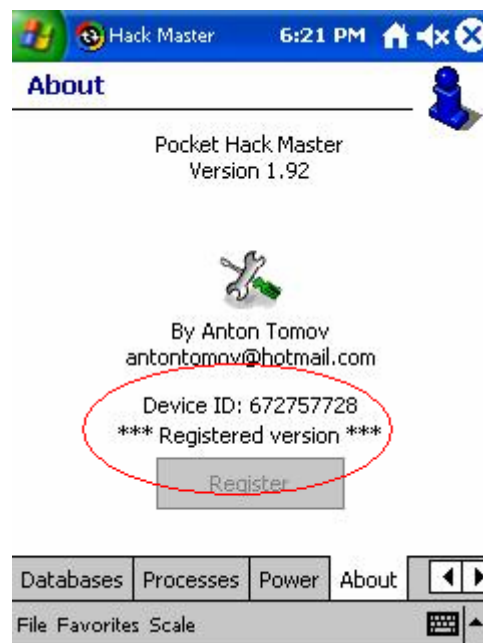 Hack Master 6:21 PM
About
Pocket Hack Master
Version 1.92
By Anton Tomov
antontomov@hotmail.com
Device ID: 672757728
*** Registered version ***
Register
Databases Processes Power About
File Favorites Scale